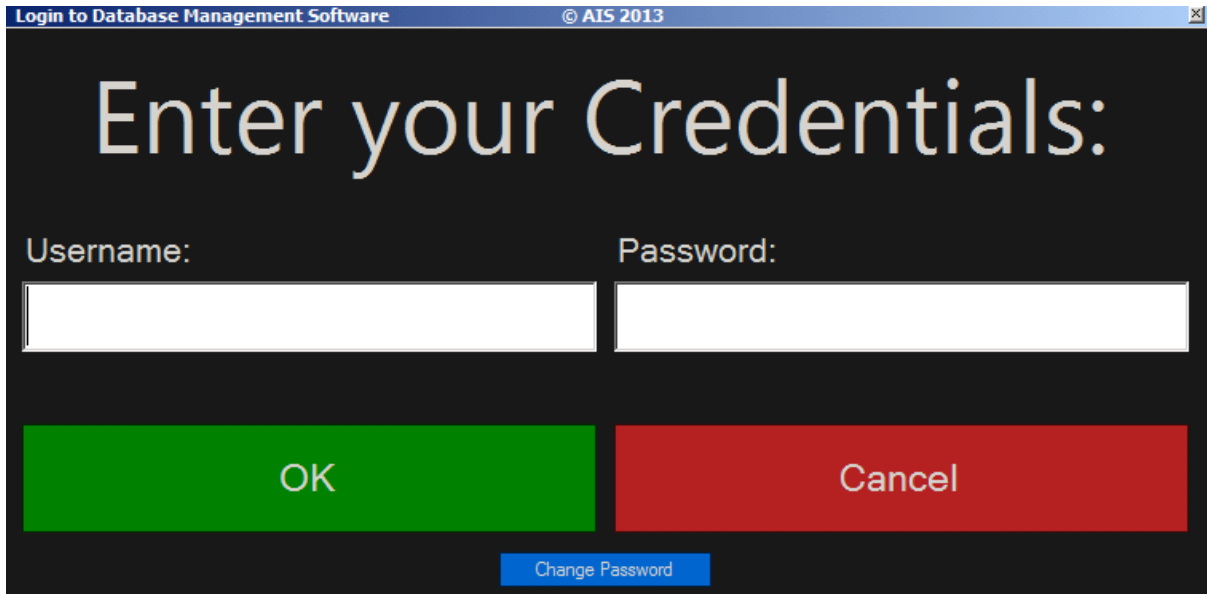 Login to Database Management Software © AIS 2013
Enter your Credentials:
Username: Password:
OK Cancel
Change Password